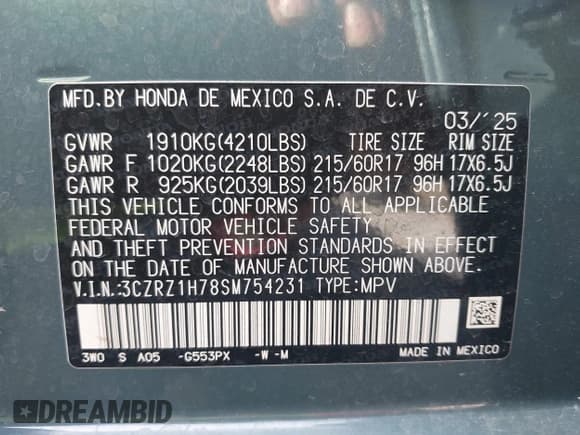 MFD.BY HONDA DE MEXICO S.A. DE C.V.
03/'25
GVWR 1910KG(4210LBS) TIRE SIZE RIM SIZE
GAWR F 1020KG(2248LBS) 215/60R17 96H 17X6.5J
GAWR R 925KG(2039LBS) 215/60R17 96H 17X6.5J
THIS VEHICLE CONFORMS TO ALL APPLICABLE
FEDERAL MOTOR VEHICLE SAFETY
AND THEFT PREVENTION STANDARDS IN EFFECT
ON THE DATE OF MANUFACTURE SHOWN ABOVE.
V.I.N.:3CZRZ1H78SM754231 TYPE:MPV
3W0 S A05 -G553PX -W -M
MADE IN MEXICO
DREAMBID